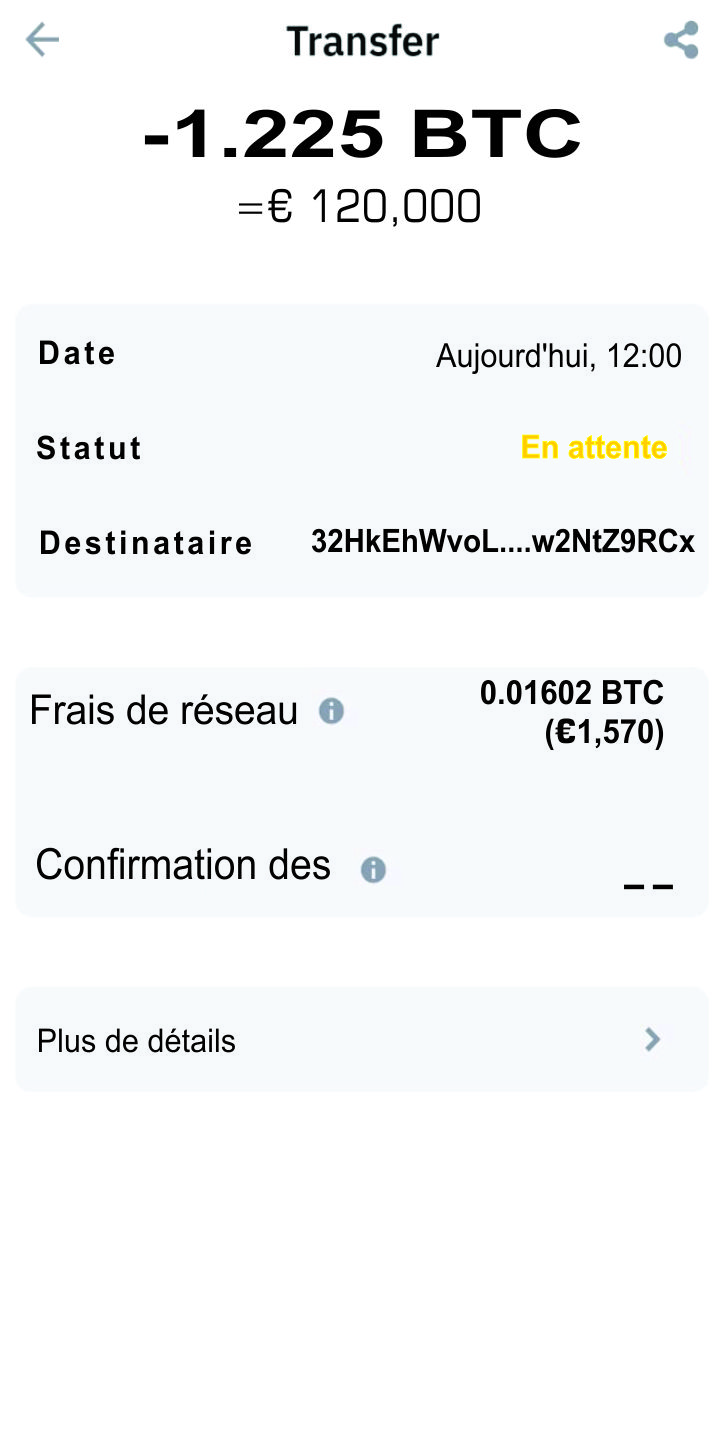 Transfer
-1.225 BTC
=€ 120,000
Date Aujourd'hui, 12:00
Statut En attente
Destinataire 32HkEhWvoL....w2NtZ9RCx
Frais de réseau 0.01602 BTC
(€1,570)
Confirmation des --
Plus de détails